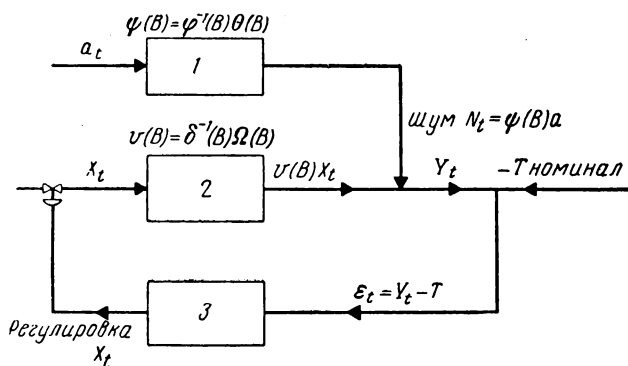 ψ(B)=φ⁻¹(B)θ(B)
a_t
1
Шум N_t=ψ(B)a
v(B)=δ⁻¹(B)Ω(B)
X_t
2
v(B)X_t
Y_t
−T номинал
3
ε_t=Y_t−T
Регулировка
X_t